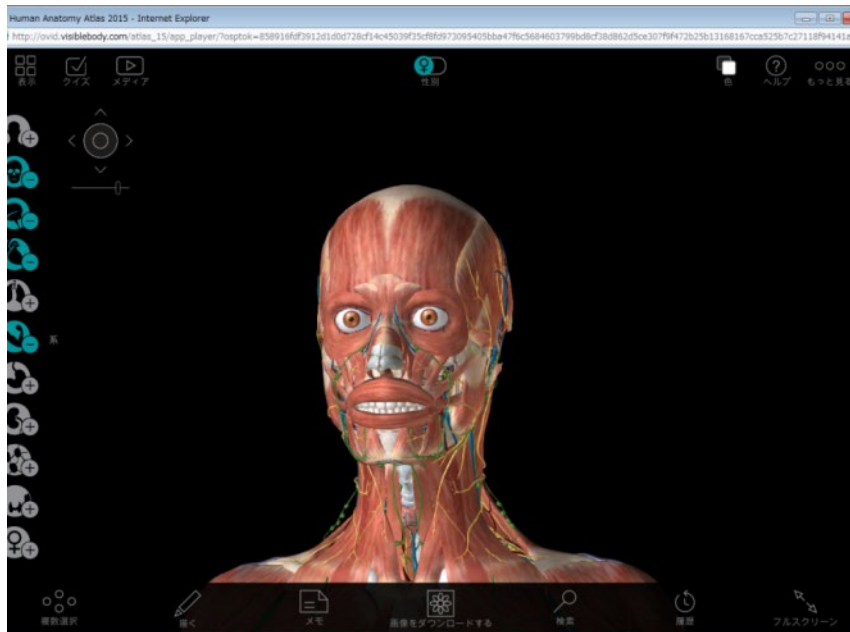 Human Anatomy Atlas 2015 - Internet Explorer
表示
クイズ
メディア
性別
色
ヘルプ
もっと見る
系
複数選択
描く
メモ
画像をダウンロードする
検索
履歴
フルスクリーン